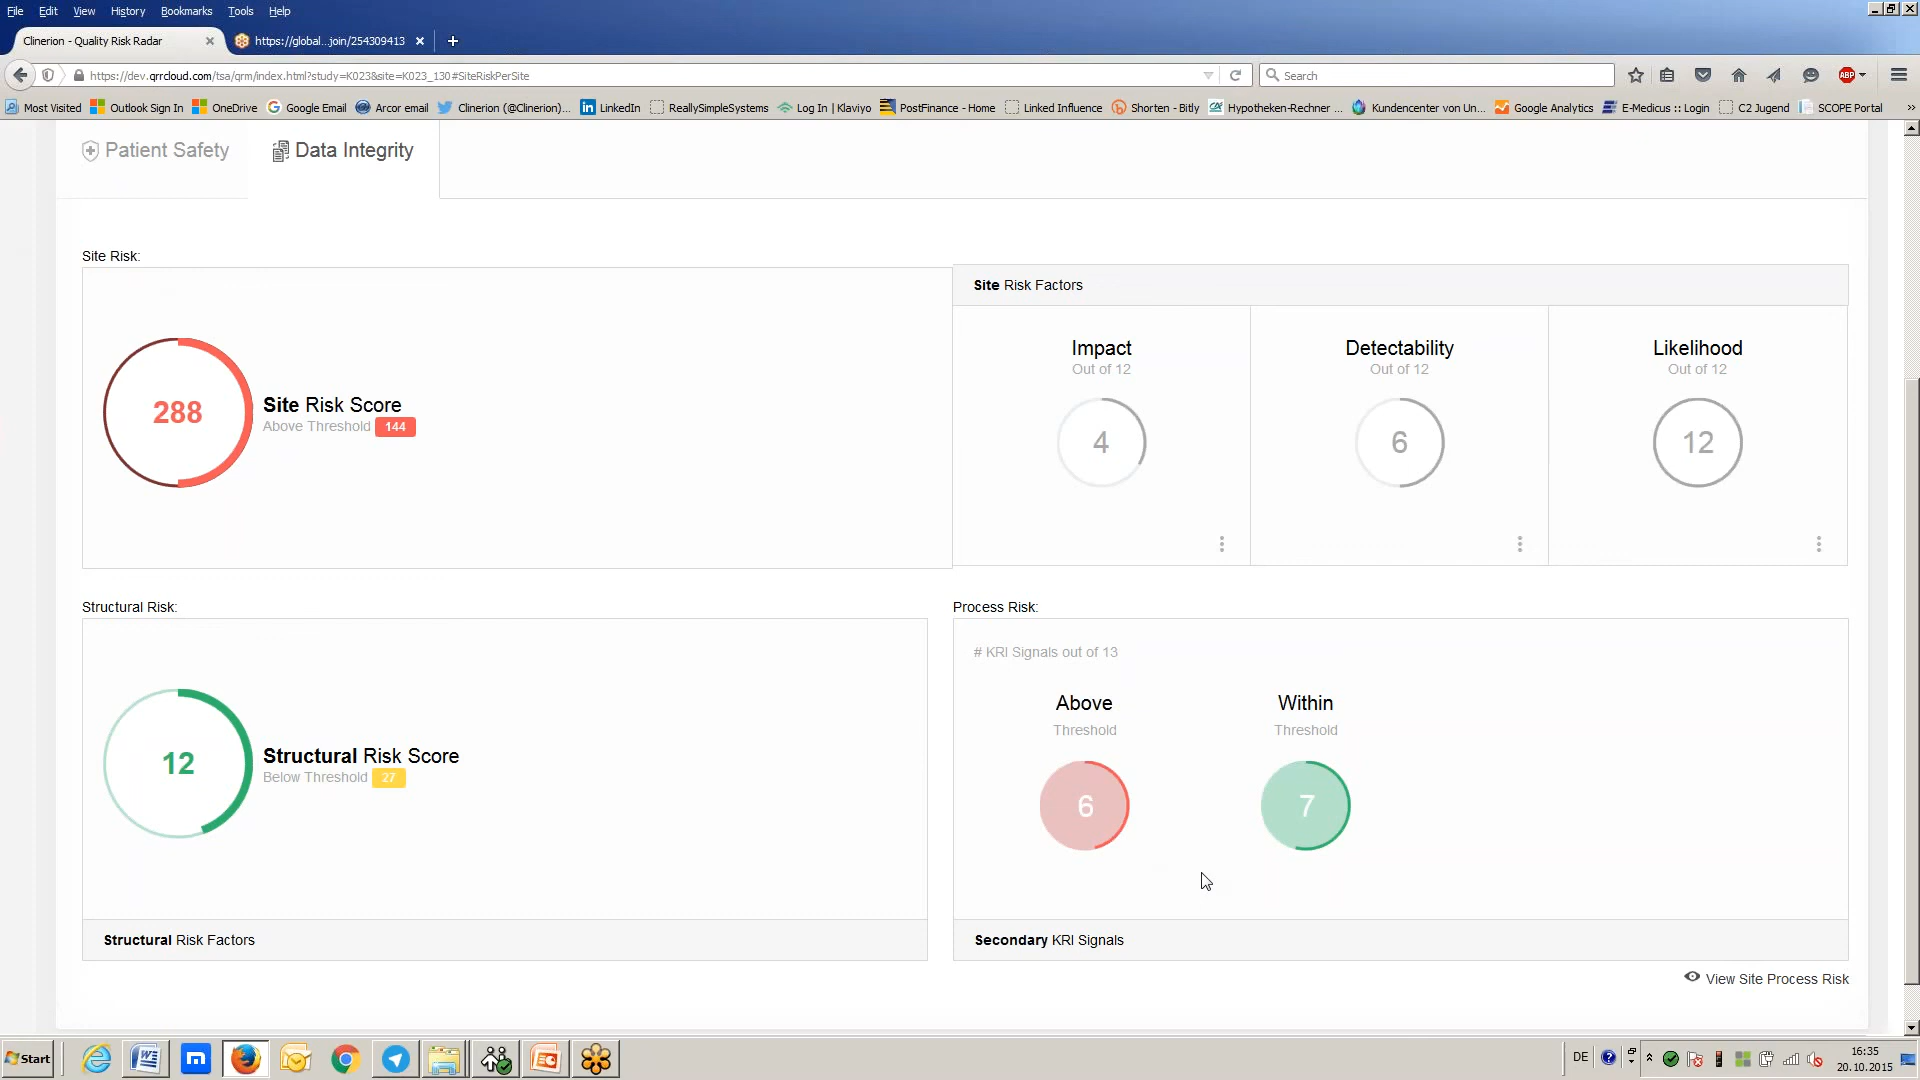 File Edit View History Bookmarks Tools Help
Clinerion - Quality Risk Radar https://global...join/254309413
https://dev.qrrcloud.com/tsa/qrm/index.html?study=K023&site=K023_130#SiteRiskPerSite Search ABP
Most Visited Outlook Sign In OneDrive Google Email Arcor email Clinerion (@Clinerion)... LinkedIn ReallySimpleSystems Log In | Klaviyo PostFinance - Home Linked Influence Shorten - Bitly Hypotheken-Rechner ... Kundencenter von Un... Google Analytics E-Medicus :: Login C2 Jugend SCOPE Portal
Patient Safety Data Integrity
Site Risk:
288
Site Risk Score
Above Threshold 144
Site Risk Factors
Impact Detectability Likelihood
Out of 12 Out of 12 Out of 12
4 6 12
Structural Risk:
12
Structural Risk Score
Below Threshold 27
Structural Risk Factors
Process Risk:
# KRI Signals out of 13
Above Within
Threshold Threshold
6 7
Secondary KRI Signals
View Site Process Risk
Start DE 16:35
20.10.2015